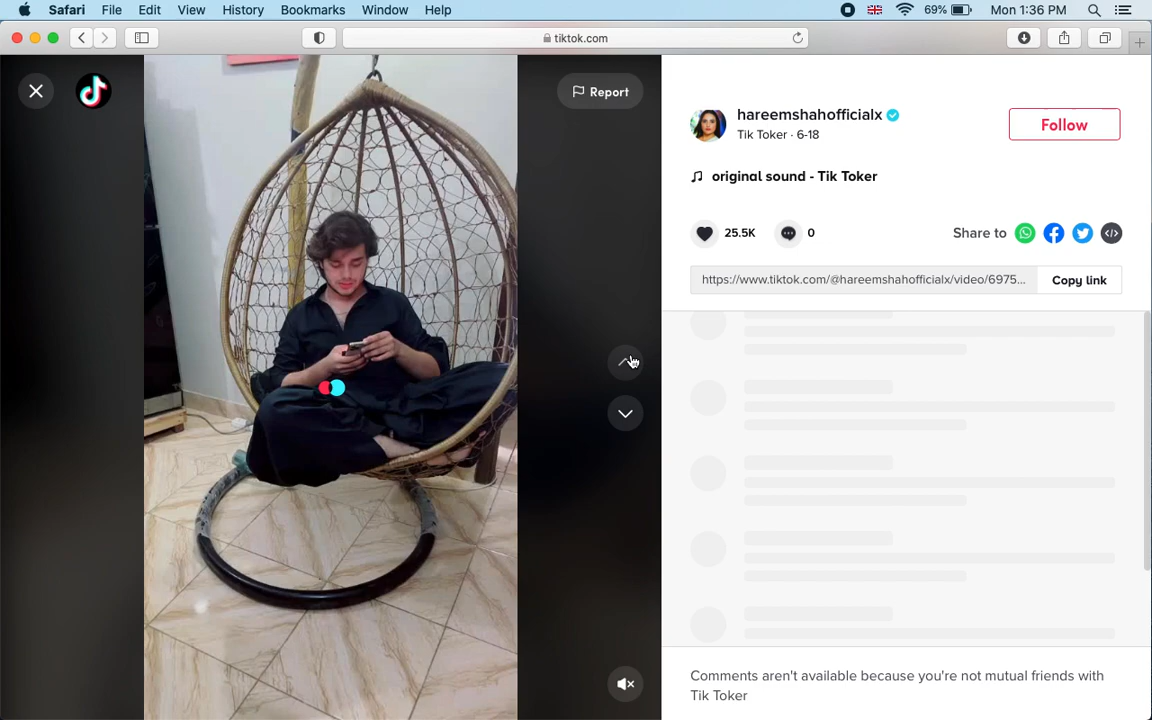 Safari File Edit View History Bookmarks Window Help 69% Mon 1:36 PM
tiktok.com
Report
hareemshahofficialx
Tik Toker · 6-18
Follow
original sound - Tik Toker
25.5K 0 Share to
https://www.tiktok.com/@hareemshahofficialx/video/6975... Copy link
Comments aren't available because you're not mutual friends with
Tik Toker